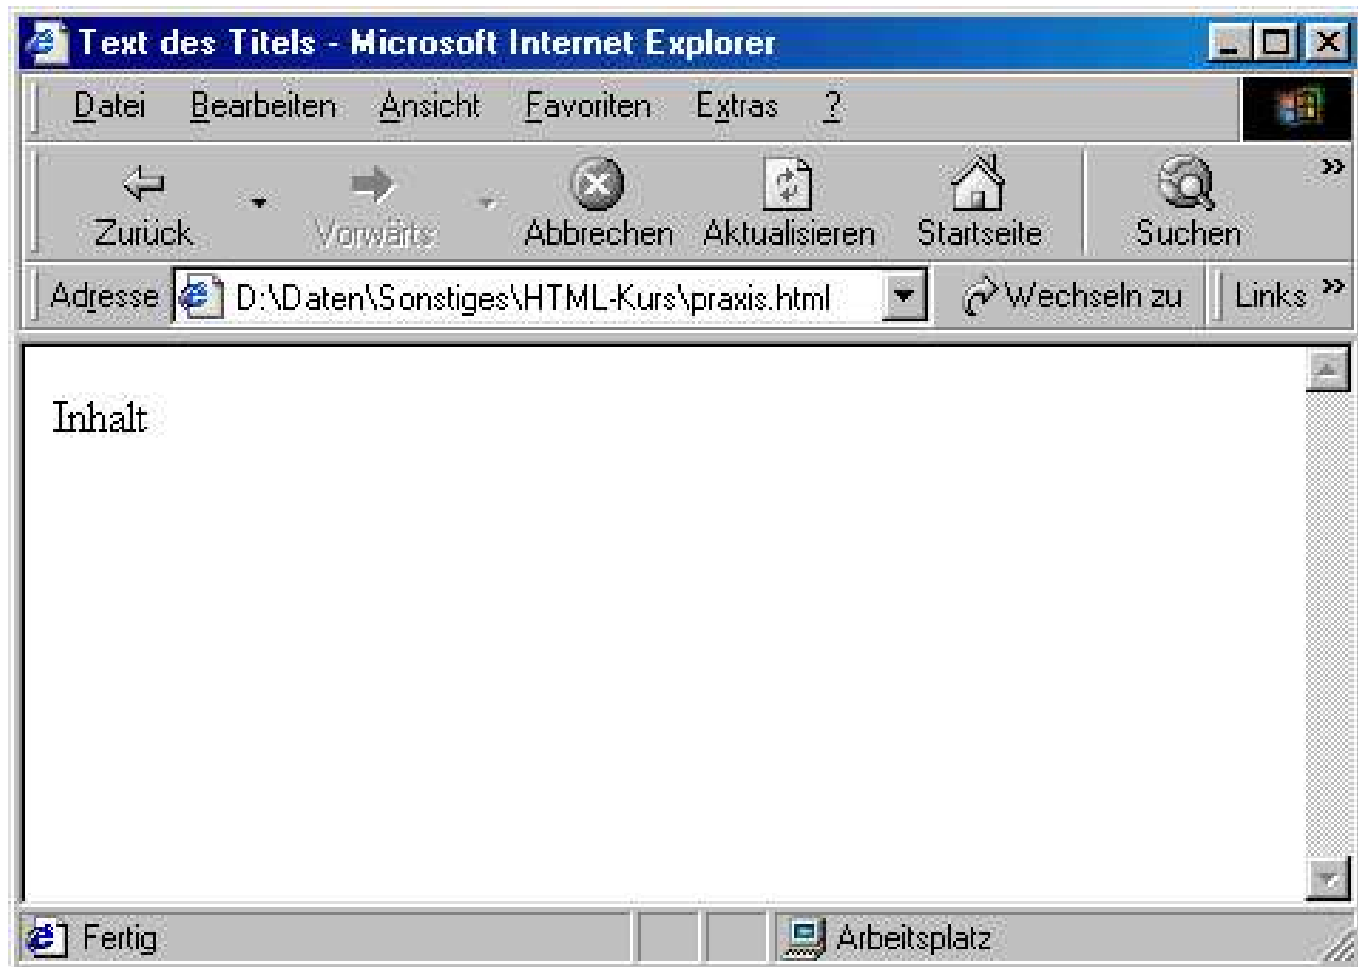 Text des Titels - Microsoft Internet Explorer
Datei Bearbeiten Ansicht Favoriten Extras ?
Zurück Vorwärts Abbrechen Aktualisieren Startseite Suchen »
Adresse D:\Daten\Sonstiges\HTML-Kurs\praxis.html Wechseln zu Links »
Inhalt
Fertig Arbeitsplatz